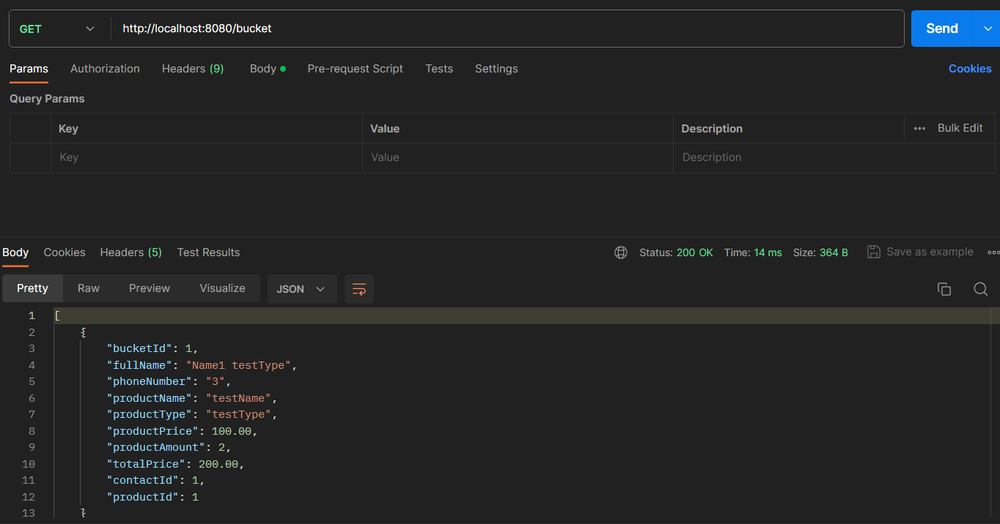 GET http://localhost:8080/bucket Send
Params Authorization Headers (9) Body Pre-request Script Tests Settings Cookies
Query Params
Key Value Description Bulk Edit
Key Value Description
Body Cookies Headers (5) Test Results Status: 200 OK Time: 14 ms Size: 364 B Save as example
Pretty Raw Preview Visualize JSON
1 [
2 {
3 "bucketId": 1,
4 "fullName": "Name1 testType",
5 "phoneNumber": "3",
6 "productName": "testName",
7 "productType": "testType",
8 "productPrice": 100.00,
9 "productAmount": 2,
10 "totalPrice": 200.00,
11 "contactId": 1,
12 "productId": 1
13 }